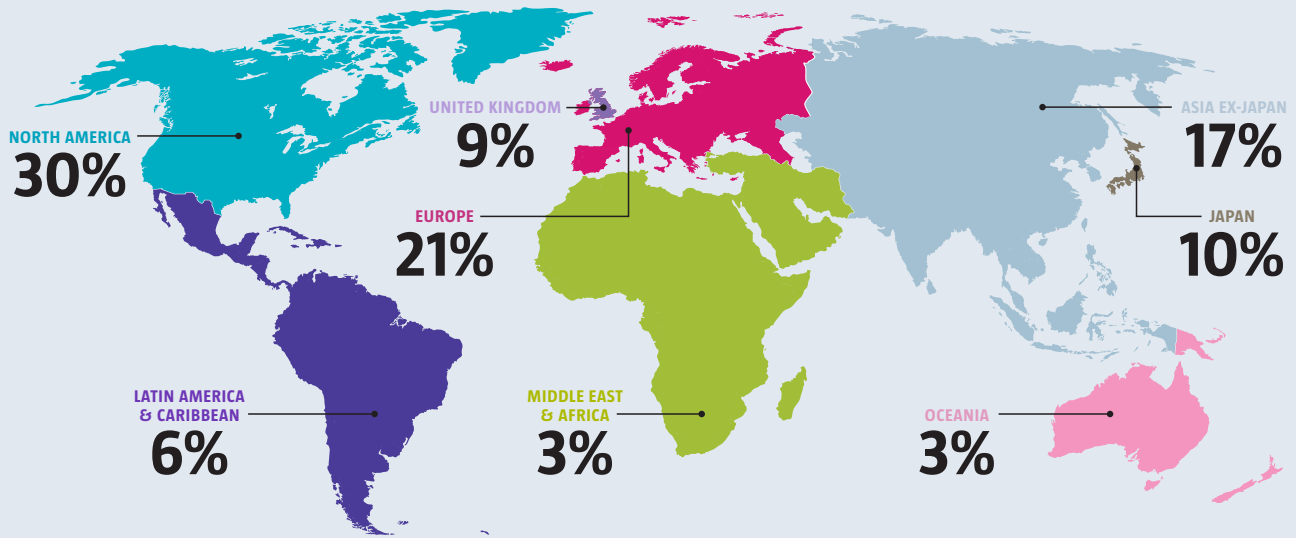 NORTH AMERICA
30%
UNITED KINGDOM
9%
EUROPE
21%
ASIA EX-JAPAN
17%
JAPAN
10%
LATIN AMERICA
& CARIBBEAN
6%
MIDDLE EAST
& AFRICA
3%
OCEANIA
3%